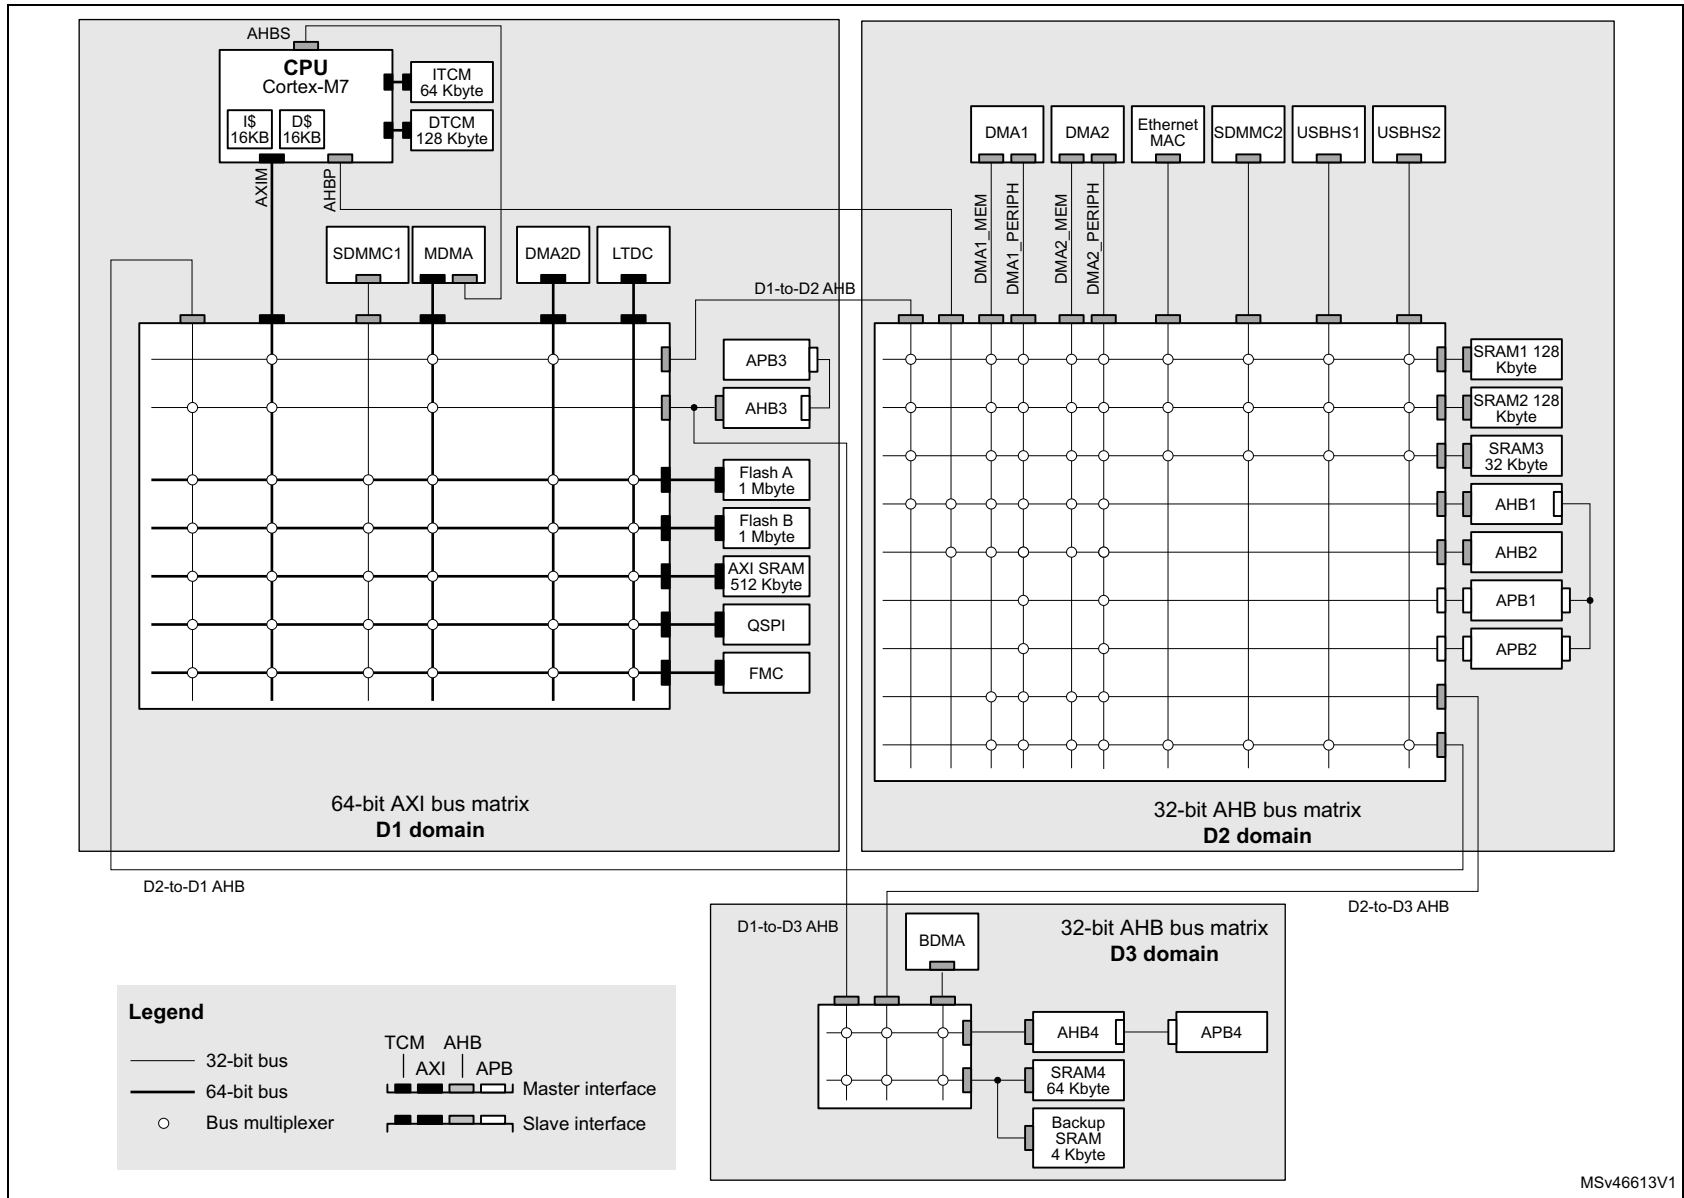 AHBS
CPU
Cortex-M7
I$
16KB
D$
16KB
ITCM
64 Kbyte
DTCM
128 Kbyte
AXIM
AHBP
SDMMC1
MDMA
DMA2D
LTDC
D1-to-D2 AHB
APB3
AHB3
Flash A
1 Mbyte
Flash B
1 Mbyte
AXI SRAM
512 Kbyte
QSPI
FMC
64-bit AXI bus matrix
D1 domain
DMA1
DMA2
Ethernet
MAC
SDMMC2
USBHS1
USBHS2
DMA1_MEM
DMA1_PERIPH
DMA2_MEM
DMA2_PERIPH
SRAM1 128
Kbyte
SRAM2 128
Kbyte
SRAM3
32 Kbyte
AHB1
AHB2
APB1
APB2
32-bit AHB bus matrix
D2 domain
D2-to-D1 AHB
D2-to-D3 AHB
D1-to-D3 AHB
BDMA
32-bit AHB bus matrix
D3 domain
AHB4
APB4
SRAM4
64 Kbyte
Backup
SRAM
4 Kbyte
Legend
32-bit bus
64-bit bus
Bus multiplexer
TCM AHB
AXI APB
Master interface
Slave interface
MSv46613V1